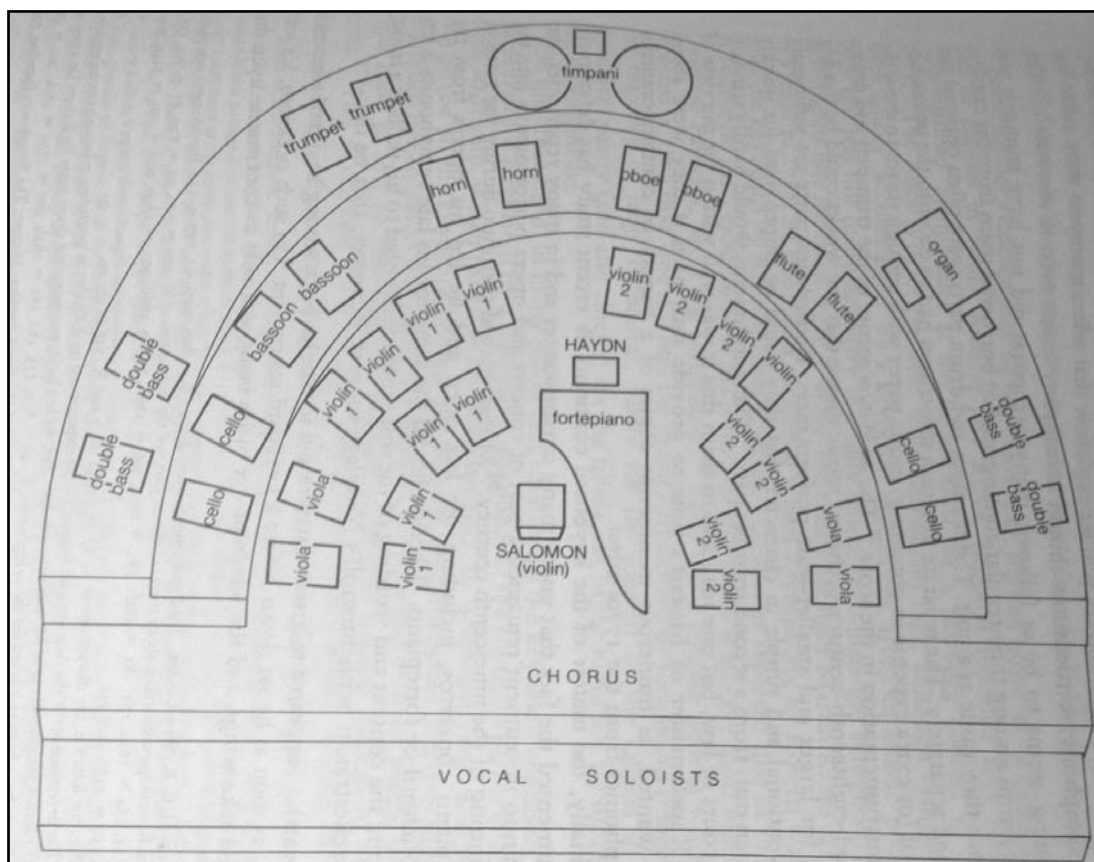 timpani
trumpet
trumpet
horn
horn
oboe
oboe
flute
flute
organ
bassoon
bassoon
violin
1
violin
1
violin
1
violin
1
violin
1
violin
1
violin
1
violin
1
violin
2
violin
2
violin
2
violin
violin
2
violin
2
violin
2
violin
2
HAYDN
fortepiano
SALOMON
(violin)
double
bass
double
bass
cello
cello
viola
viola
double
bass
double
bass
cello
cello
viola
viola
CHORUS
VOCAL SOLOISTS